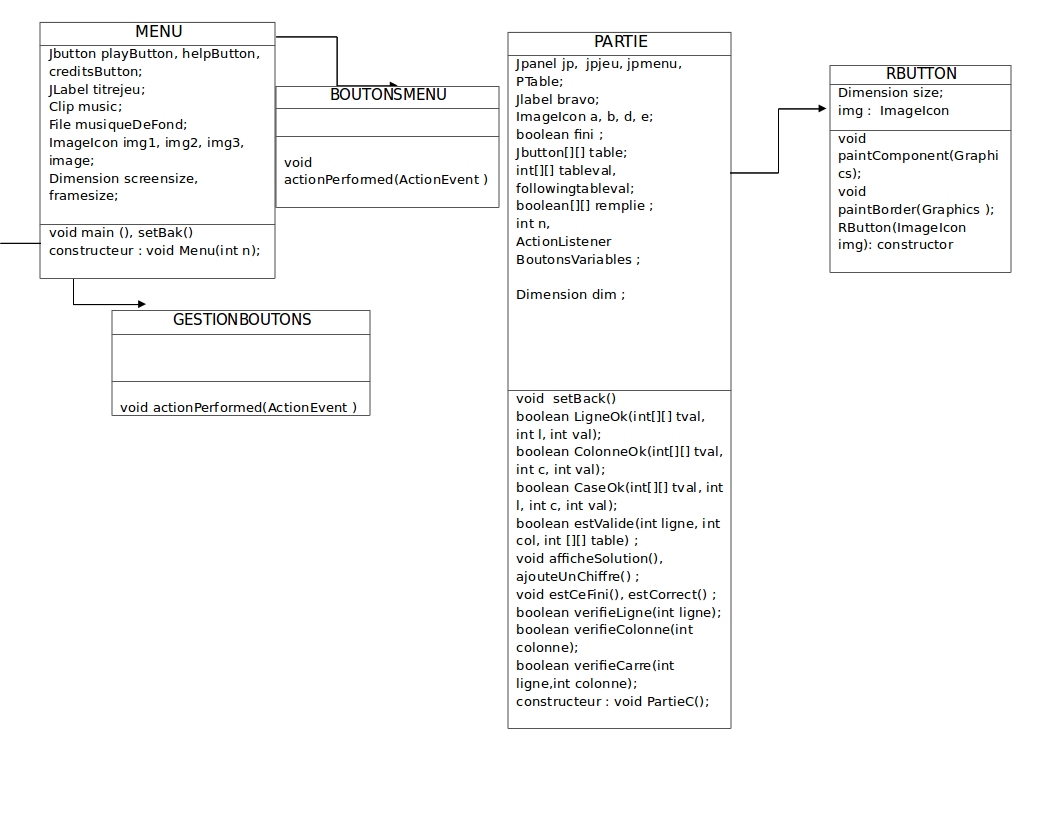 MENU
Jbutton playButton, helpButton,
creditsButton;
JLabel titrejeu;
Clip music;
File musiqueDeFond;
ImageIcon img1, img2, img3,
image;
Dimension screensize,
framesize;
void main (), setBak()
constructeur : void Menu(int n);
BOUTONSMENU
void
actionPerformed(ActionEvent )
GESTIONBOUTONS
void actionPerformed(ActionEvent )
PARTIE
Jpanel jp,  jpjeu, jpmenu,
PTable;
Jlabel bravo;
ImageIcon a, b, d, e;
boolean fini ;
Jbutton[][] table;
int[][] tableval,
followingtableval;
boolean[][] remplie ;
int n,
ActionListener
BoutonsVariables ;
Dimension dim ;
void  setBack()
boolean LigneOk(int[][] tval,
int l, int val);
boolean ColonneOk(int[][] tval,
int c, int val);
boolean CaseOk(int[][] tval, int
l, int c, int val);
boolean estValide(int ligne, int
col, int [][] table) ;
void afficheSolution(),
ajouteUnChiffre() ;
void estCeFini(), estCorrect() ;
boolean verifieLigne(int ligne);
boolean verifieColonne(int
colonne);
boolean verifieCarre(int
ligne,int colonne);
constructeur : void PartieC();
RBUTTON
Dimension size;
img :  ImageIcon
void
paintComponent(Graphi
cs);
void
paintBorder(Graphics );
RButton(ImageIcon
img): constructor